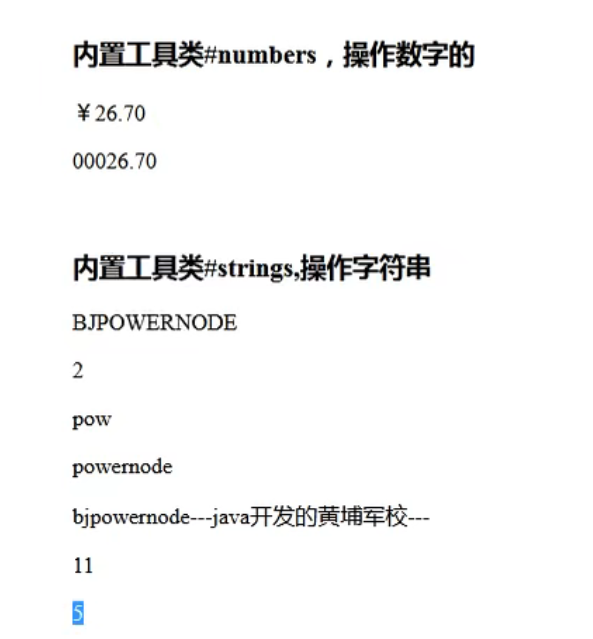 内置工具类#numbers，操作数字的
￥26.70
00026.70
内置工具类#strings,操作字符串
BJPOWERNODE
2
pow
powernode
bjpowernode---java开发的黄埔军校---
11
5